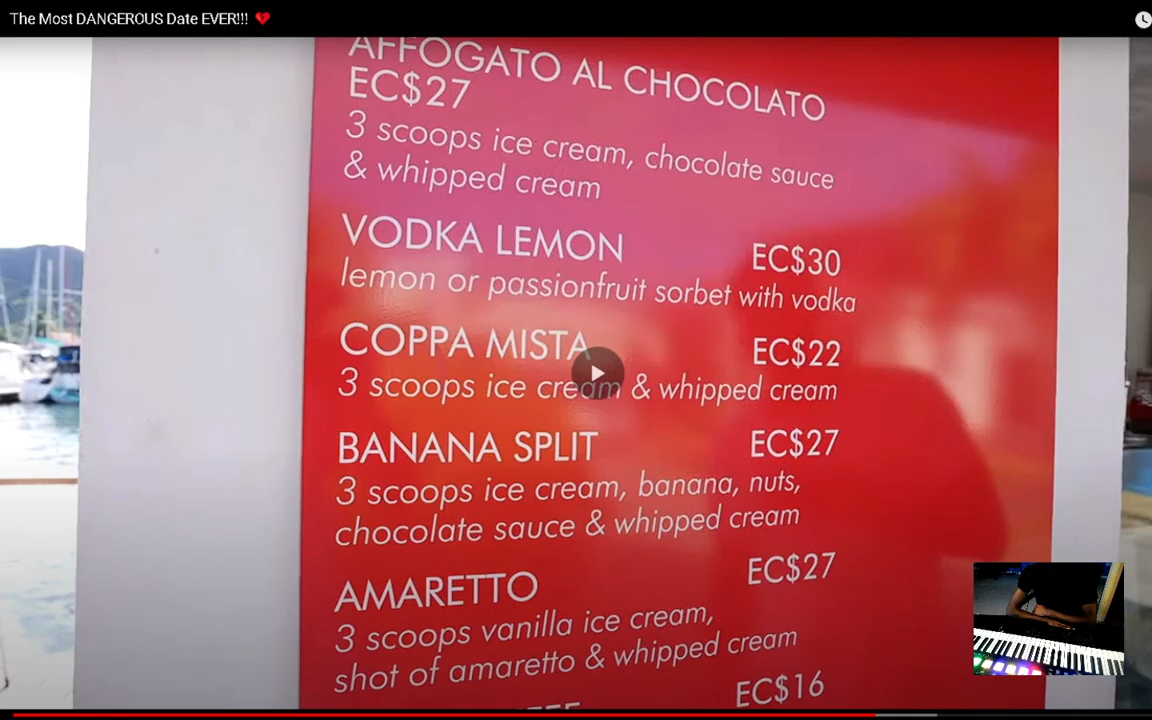 The Most DANGEROUS Date EVER!!! 💔
AFFOGATO AL CHOCOLATO
EC$27
3 scoops ice cream, chocolate sauce
& whipped cream
VODKA LEMON EC$30
lemon or passionfruit sorbet with vodka
COPPA MISTA EC$22
3 scoops ice cream & whipped cream
BANANA SPLIT EC$27
3 scoops ice cream, banana, nuts,
chocolate sauce & whipped cream
AMARETTO EC$27
3 scoops vanilla ice cream,
shot of amaretto & whipped cream
EC$16